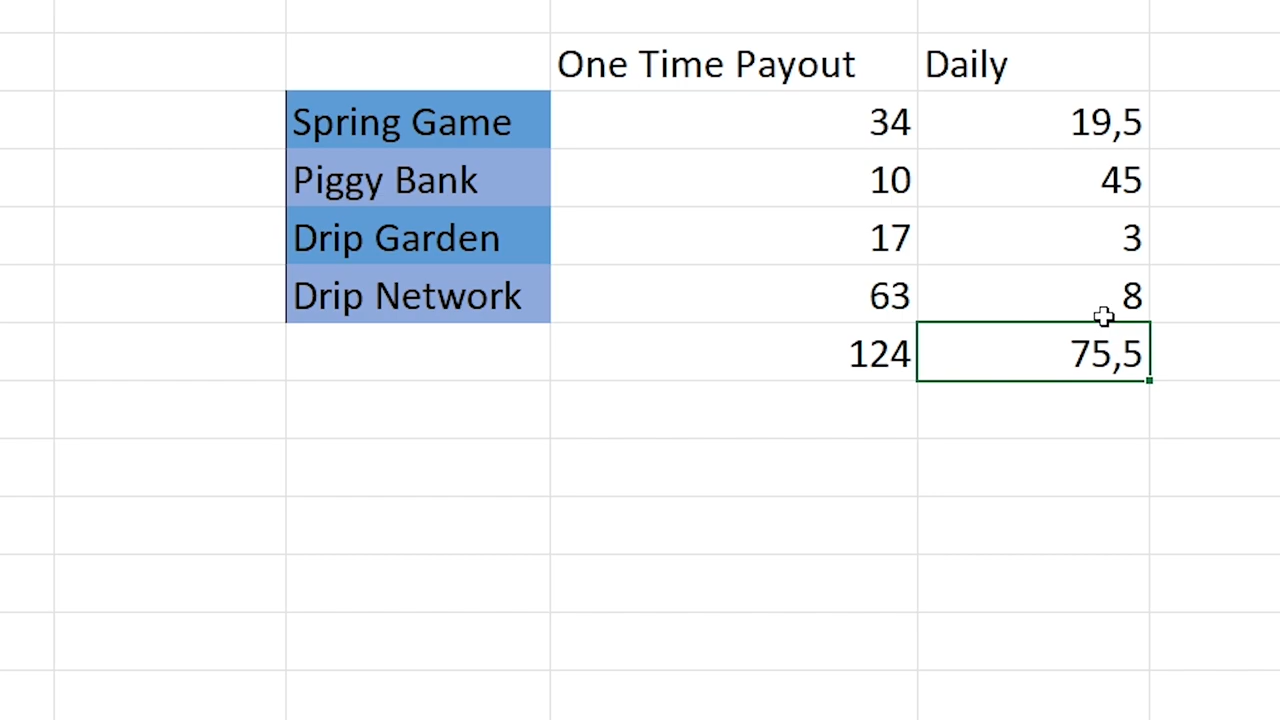 One Time Payout Daily
Spring Game 34 19,5
Piggy Bank 10 45
Drip Garden 17 3
Drip Network 63 8
124 75,5